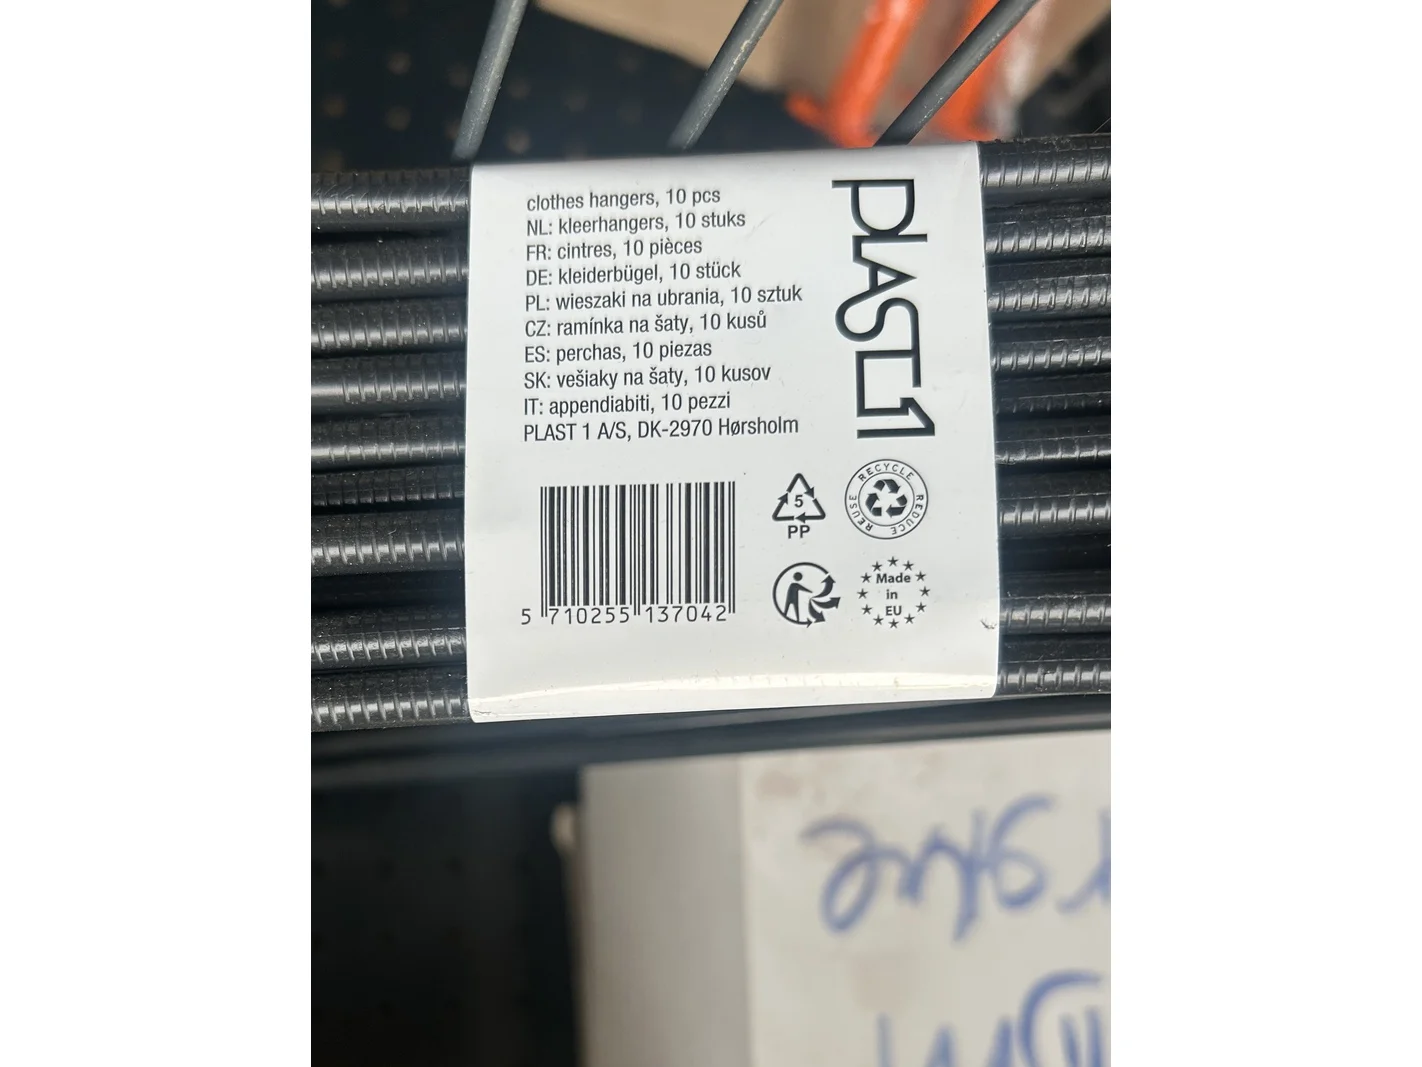 clothes hangers, 10 pcs
NL: kleerhangers, 10 stuks
FR: cintres, 10 pièces
DE: kleiderbügel, 10 stück
PL: wieszaki na ubrania, 10 sztuk
CZ: ramínka na šaty, 10 kusů
ES: perchas, 10 piezas
SK: vešiaky na šaty, 10 kusov
IT: appendiabiti, 10 pezzi
PLAST 1 A/S, DK-2970 Hørsholm
PLAST1
5
PP
RECYCLE REDUCE REUSE
Made
in
EU
5 710255 137042